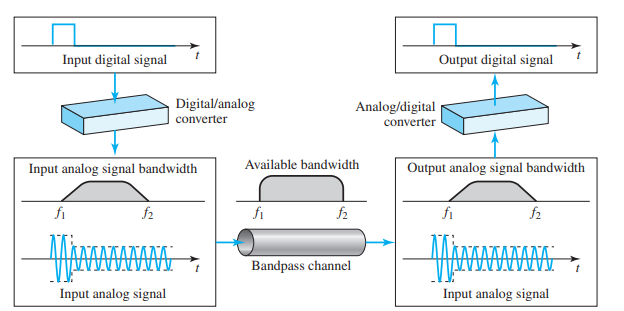 Input digital signal
t
Output digital signal
t
Digital/analog
converter
Analog/digital
converter
Input analog signal bandwidth
f1
f2
t
Input analog signal
Available bandwidth
f1
f2
Bandpass channel
Output analog signal bandwidth
f1
f2
t
Input analog signal